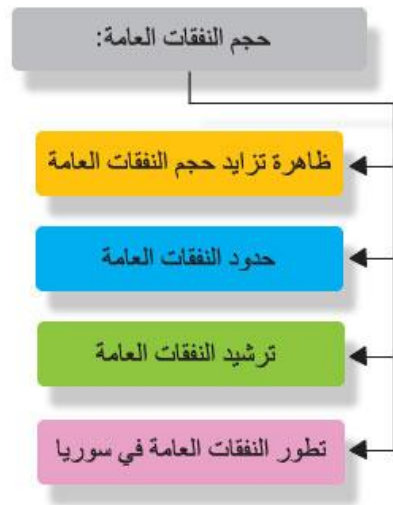 حجم النفقات العامة:
ظاهرة تزايد حجم النفقات العامة
حدود النفقات العامة
ترشيد النفقات العامة
تطور النفقات العامة في سوريا